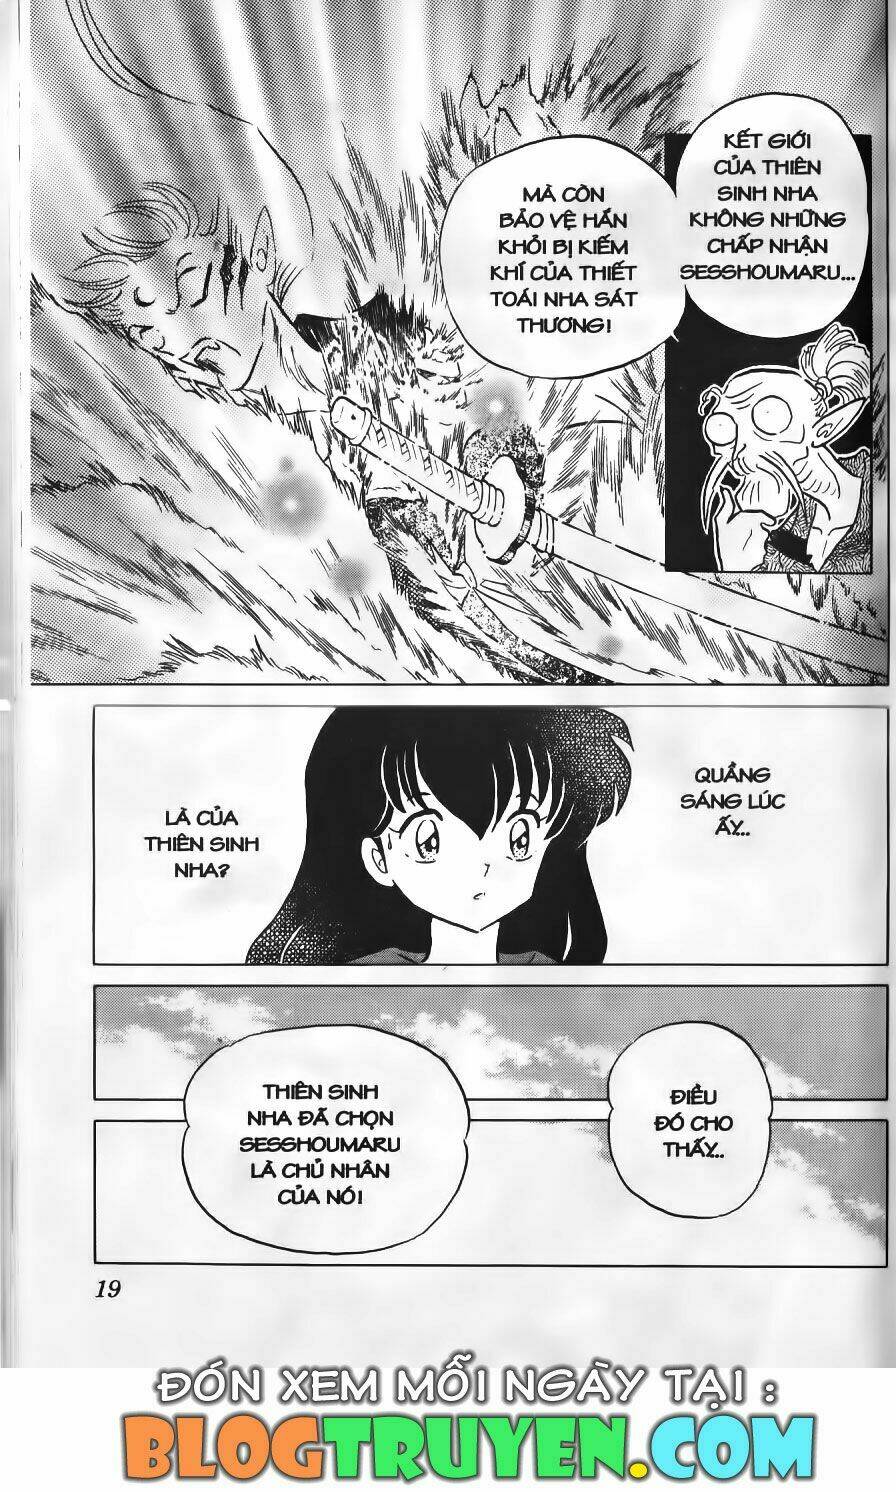 KẾT GIỚI
CỦA THIÊN
SINH NHA
KHÔNG NHỮNG
CHẤP NHẬN
SESSHOUMARU...
MÀ CÒN
BẢO VỆ HẮN
KHỎI BỊ KIẾM
KHÍ CỦA THIẾT
TOÁI NHA SÁT
THƯƠNG!
QUẦNG
SÁNG LÚC
ẤY...
LÀ CỦA
THIÊN SINH
NHA?
ĐIỀU
ĐÓ CHO
THẤY...
THIÊN SINH
NHA ĐÃ CHỌN
SESSHOUMARU
LÀ CHỦ NHÂN
CỦA NÓ!
19
ĐÓN XEM MỖI NGÀY TẠI :
BLOGTRUYEN.COM